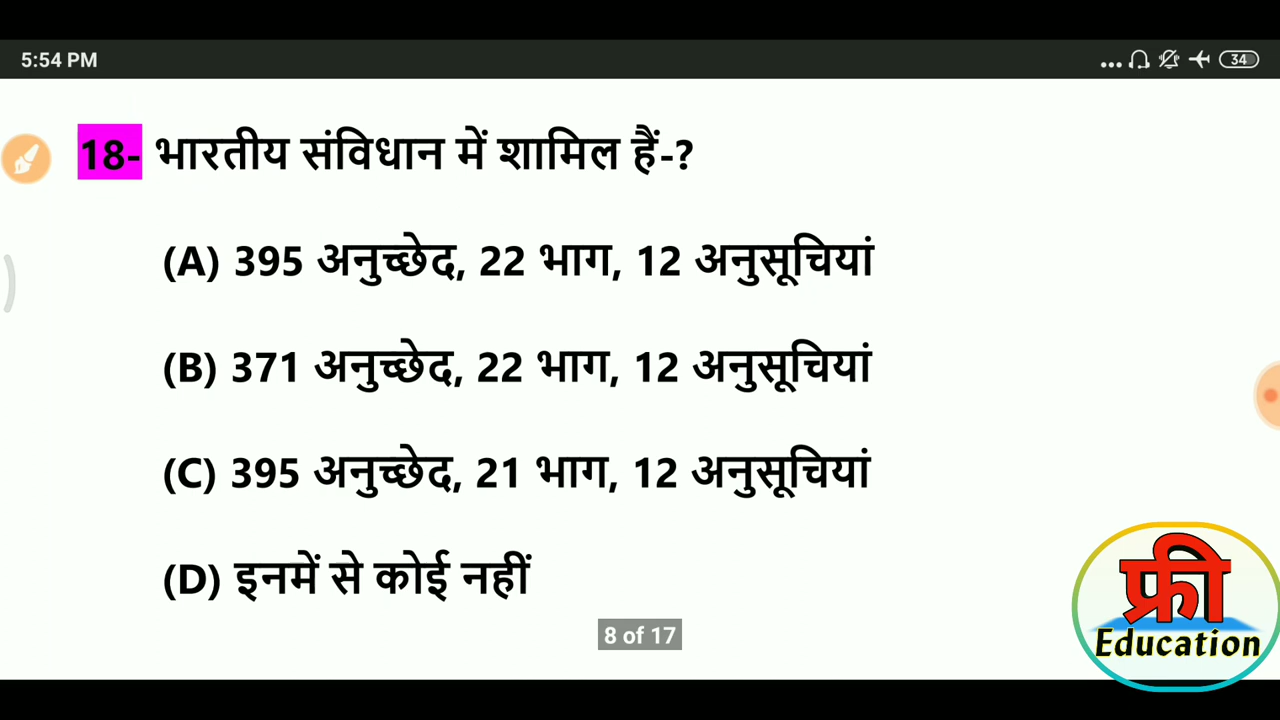 5:54 PM
34
18- भारतीय संविधान में शामिल हैं-?
(A) 395 अनुच्छेद, 22 भाग, 12 अनुसूचियां
(B) 371 अनुच्छेद, 22 भाग, 12 अनुसूचियां
(C) 395 अनुच्छेद, 21 भाग, 12 अनुसूचियां
(D) इनमें से कोई नहीं
8 of 17
फ्री
Education